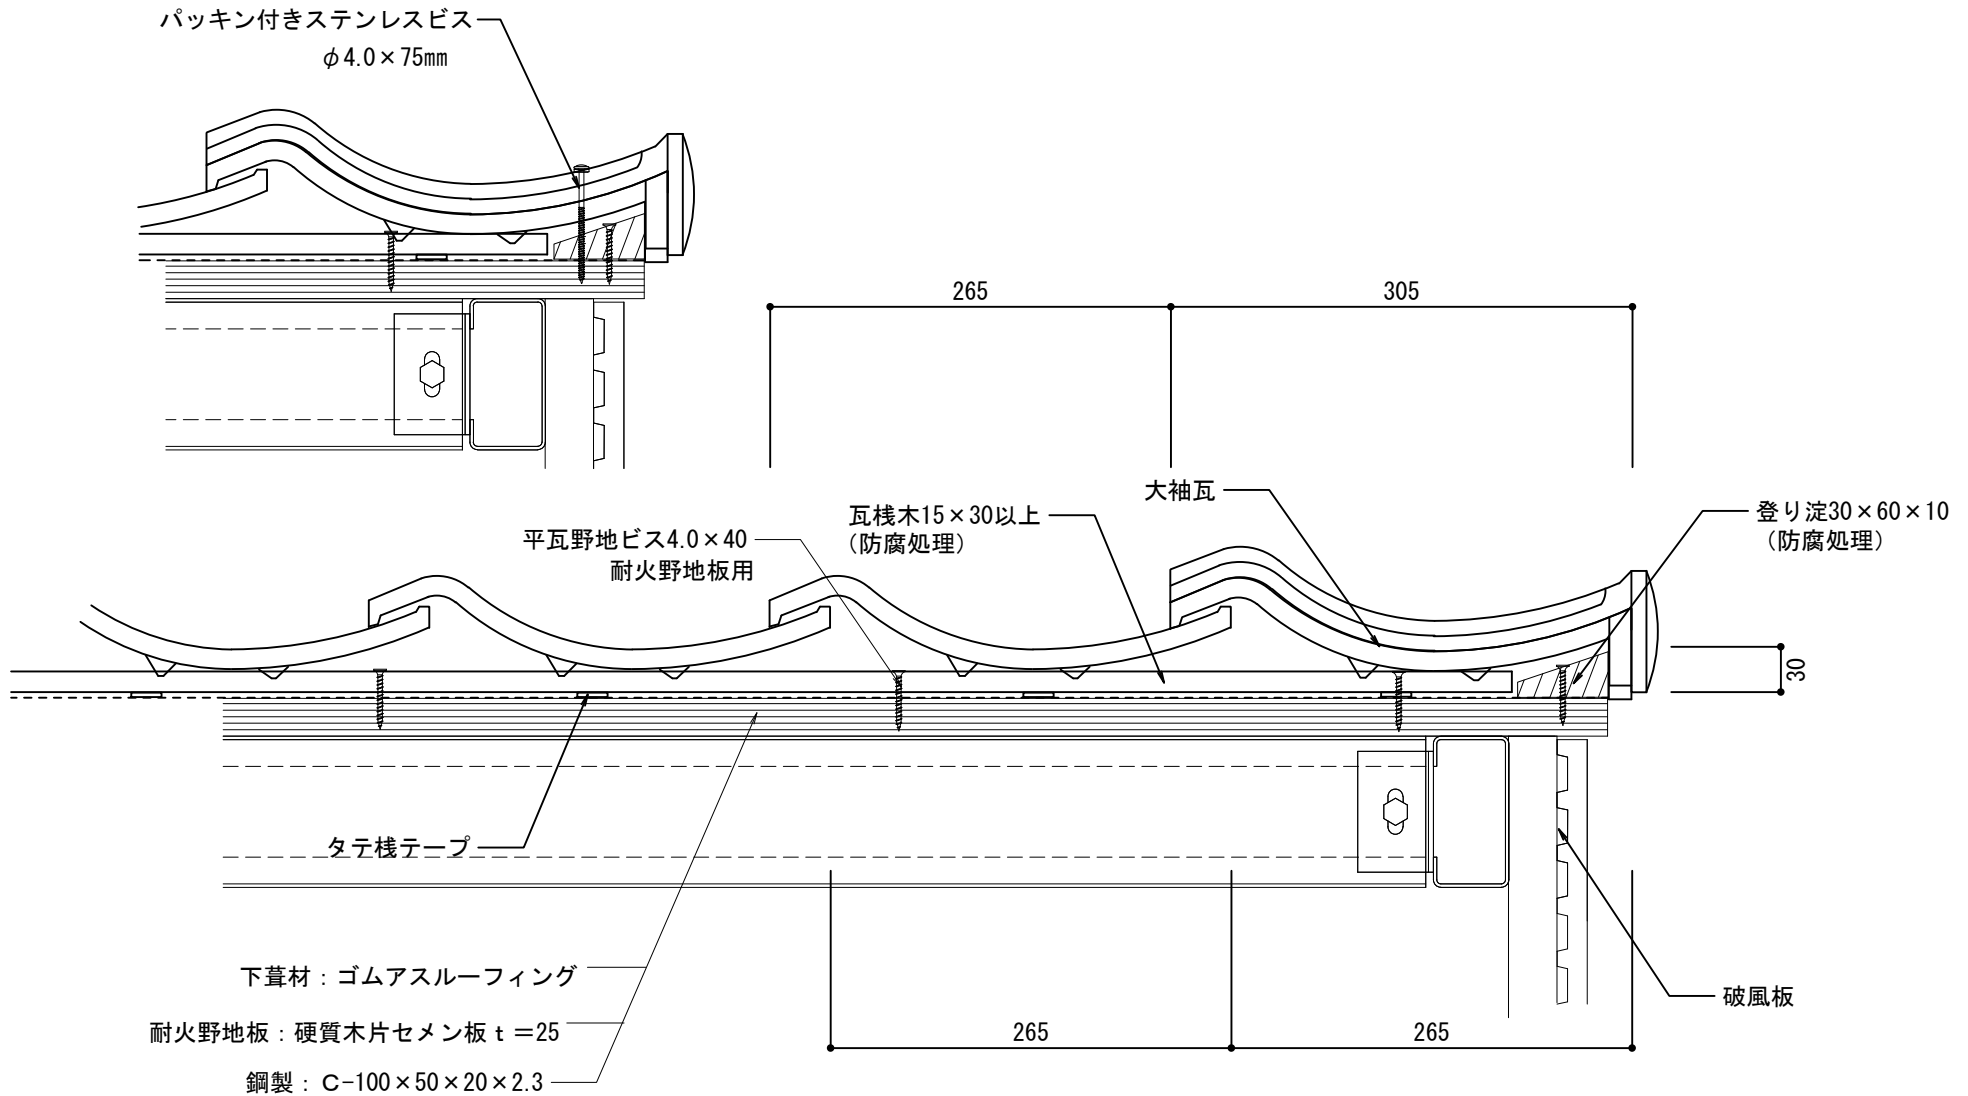 パッキン付きステンレスビス
φ4.0×75㎜
265
305
大袖瓦
瓦桟木15×30以上
（防腐処理）
登り淀30×60×10
（防腐処理）
平瓦野地ビス4.0×40
耐火野地板用
30
タテ桟テープ
下葺材：ゴムアスルーフィング
破風板
耐火野地板：硬質木片セメン板ｔ＝25
265
265
鋼製：Ｃ-100×50×20×2.3